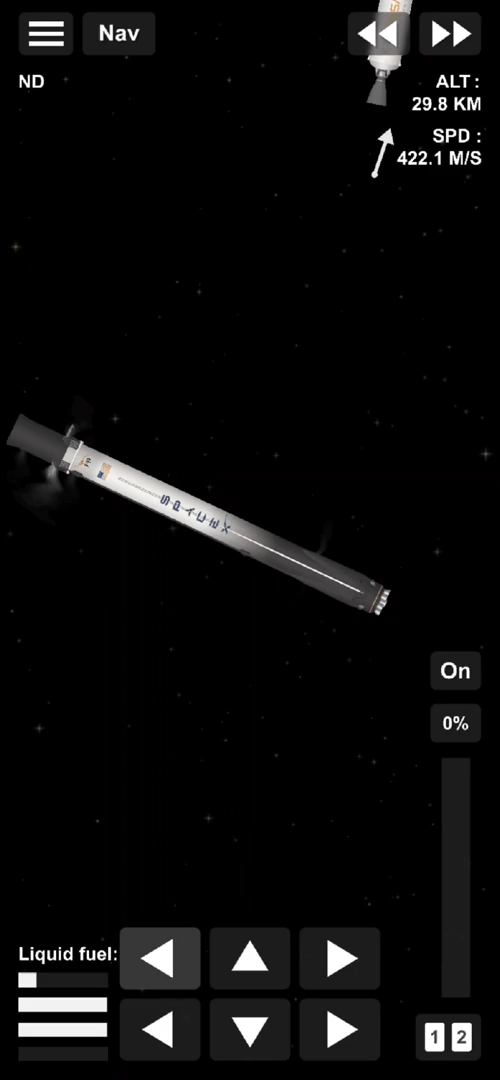 Nav
ND
ALT :
29.8 KM
SPD :
422.1 M/S
SPACEX
On
0%
Liquid fuel:
1 2